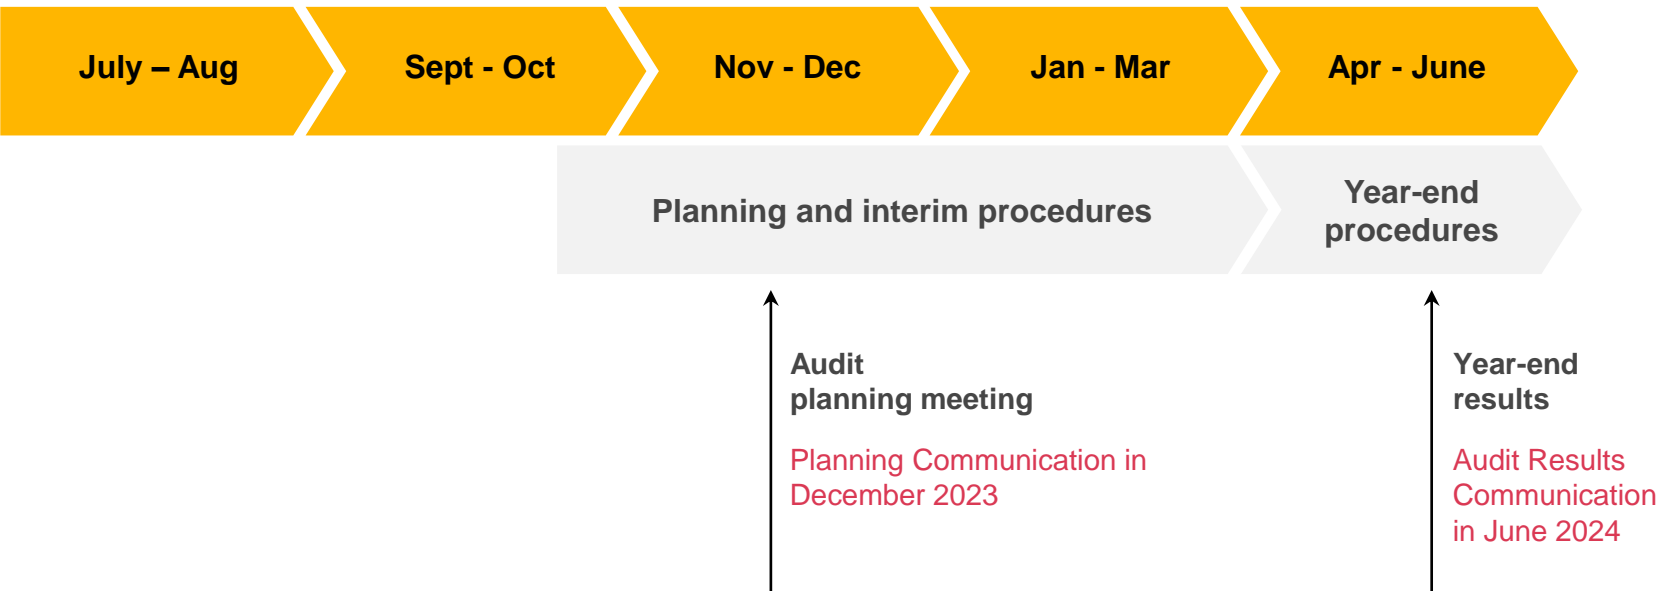 July – Aug
Sept - Oct
Nov - Dec
Jan - Mar
Apr - June
Planning and interim procedures
Year-end
procedures
Audit
planning meeting
Planning Communication in
December 2023
Year-end
results
Audit Results
Communication
in June 2024